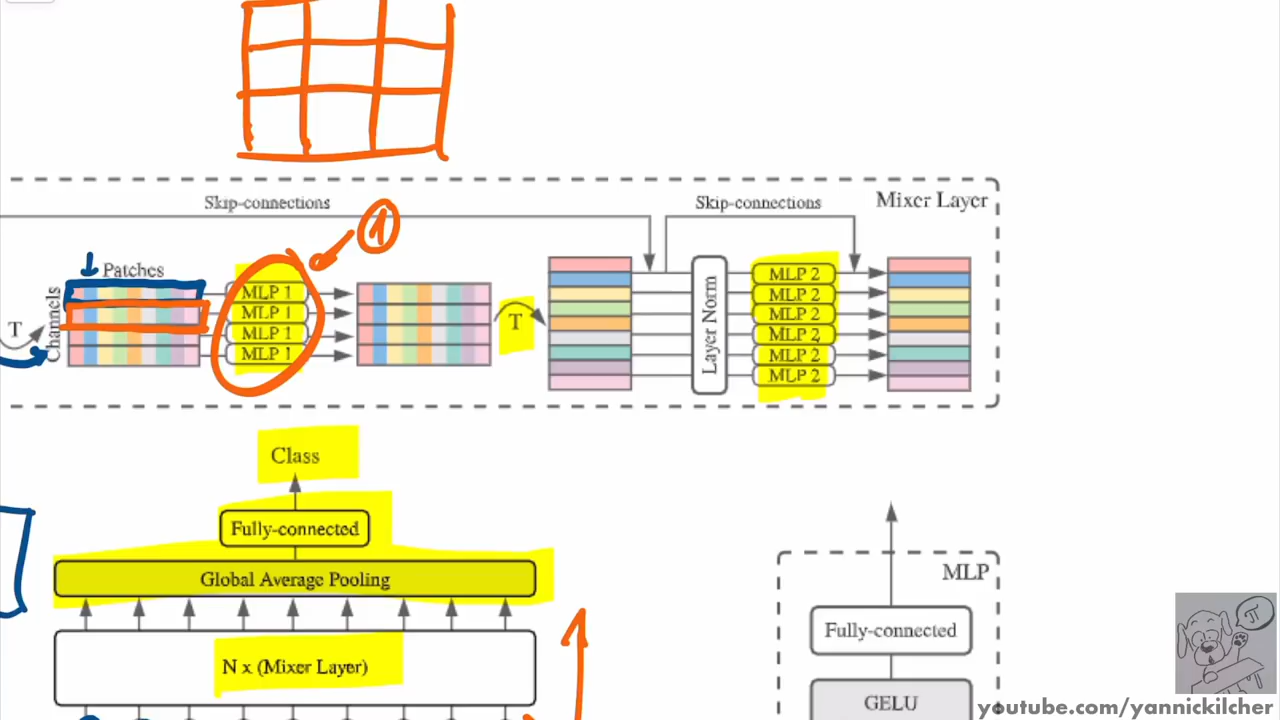 Skip-connections
Skip-connections
Mixer Layer
1
Patches
Channels
T
MLP 1
MLP 1
MLP 1
MLP 1
T
Layer Norm
MLP 2
MLP 2
MLP 2
MLP 2
MLP 2
MLP 2
Class
Fully-connected
Global Average Pooling
N x (Mixer Layer)
MLP
Fully-connected
GELU
π
youtube.com/yannickilcher